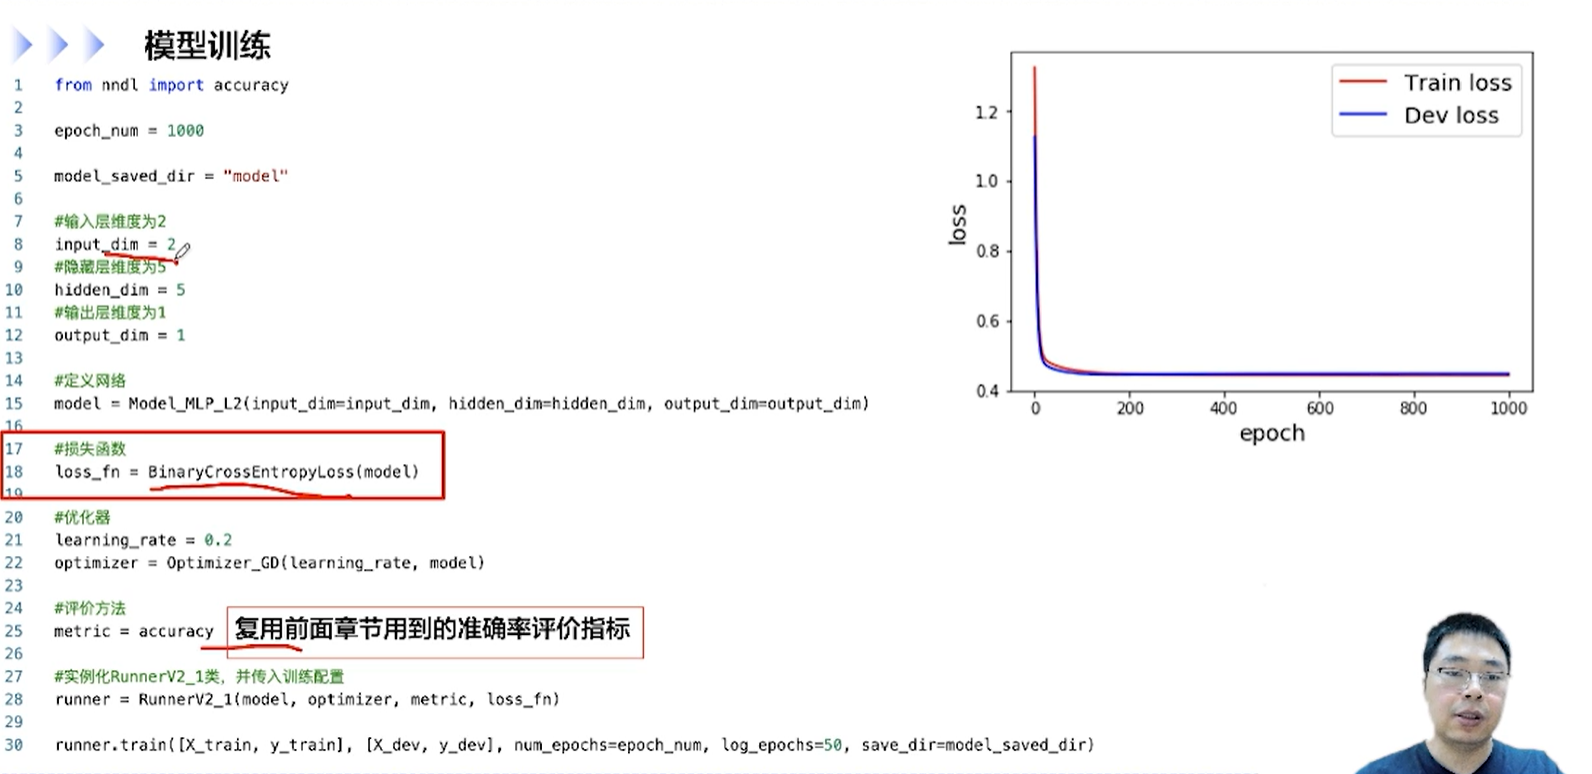 模型训练
1 from nndl import accuracy
2
3 epoch_num = 1000
4
5 model_saved_dir = "model"
6
7 #输入层维度为2
8 input_dim = 2
9 #隐藏层维度为5
10 hidden_dim = 5
11 #输出层维度为1
12 output_dim = 1
13
14 #定义网络
15 model = Model_MLP_L2(input_dim=input_dim, hidden_dim=hidden_dim, output_dim=output_dim)
16
17 #损失函数
18 loss_fn = BinaryCrossEntropyLoss(model)
19
20 #优化器
21 learning_rate = 0.2
22 optimizer = Optimizer_GD(learning_rate, model)
23
24 #评价方法
25 metric = accuracy
复用前面章节用到的准确率评价指标
26
27 #实例化RunnerV2_1类，并传入训练配置
28 runner = RunnerV2_1(model, optimizer, metric, loss_fn)
29
30 runner.train([X_train, y_train], [X_dev, y_dev], num_epochs=epoch_num, log_epochs=50, save_dir=model_saved_dir)
Train loss
Dev loss
1.2
1.0
0.8
0.6
0.4
loss
0 200 400 600 800 1000
epoch